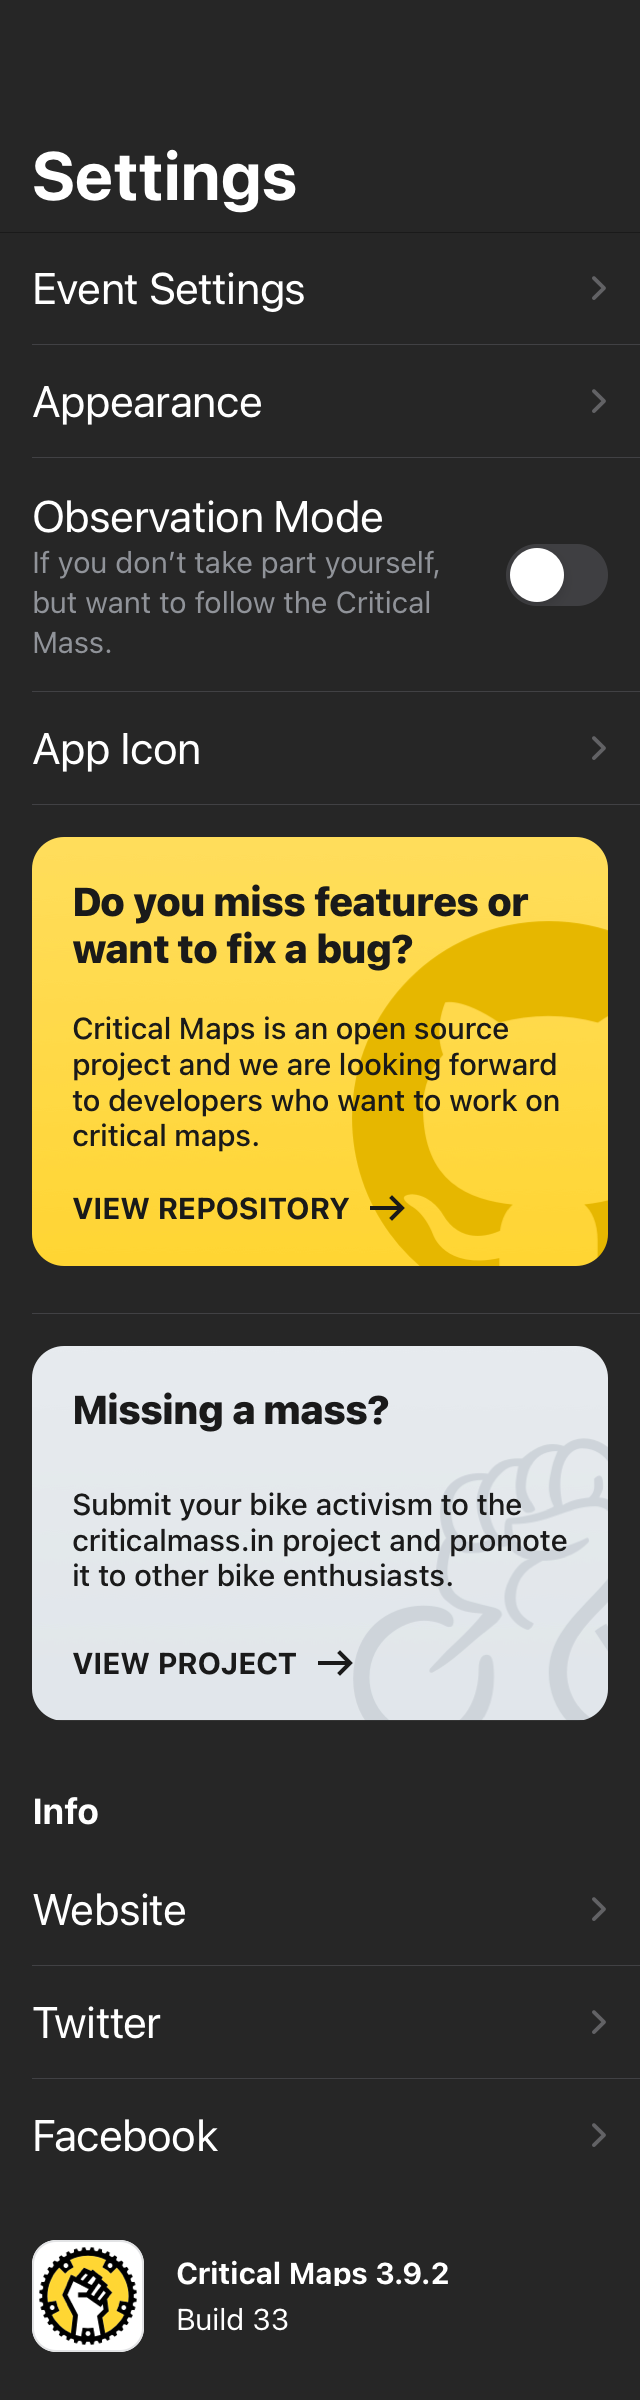 Settings
Event Settings
Appearance
Observation Mode
If you don’t take part yourself,
but want to follow the Critical
Mass.
App Icon
Do you miss features or
want to fix a bug?
Critical Maps is an open source
project and we are looking forward
to developers who want to work on
critical maps.
VIEW REPOSITORY →
Missing a mass?
Submit your bike activism to the
criticalmass.in project and promote
it to other bike enthusiasts.
VIEW PROJECT →
Info
Website
Twitter
Facebook
Critical Maps 3.9.2
Build 33